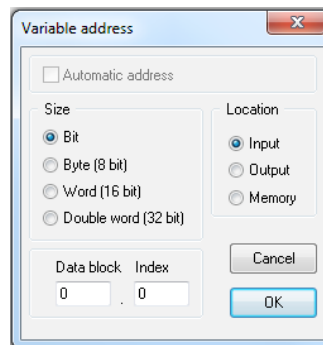 Variable address
Automatic address
Size
Bit
Byte (8 bit)
Word (16 bit)
Double word (32 bit)
Location
Input
Output
Memory
Data block Index
0 . 0
Cancel
OK